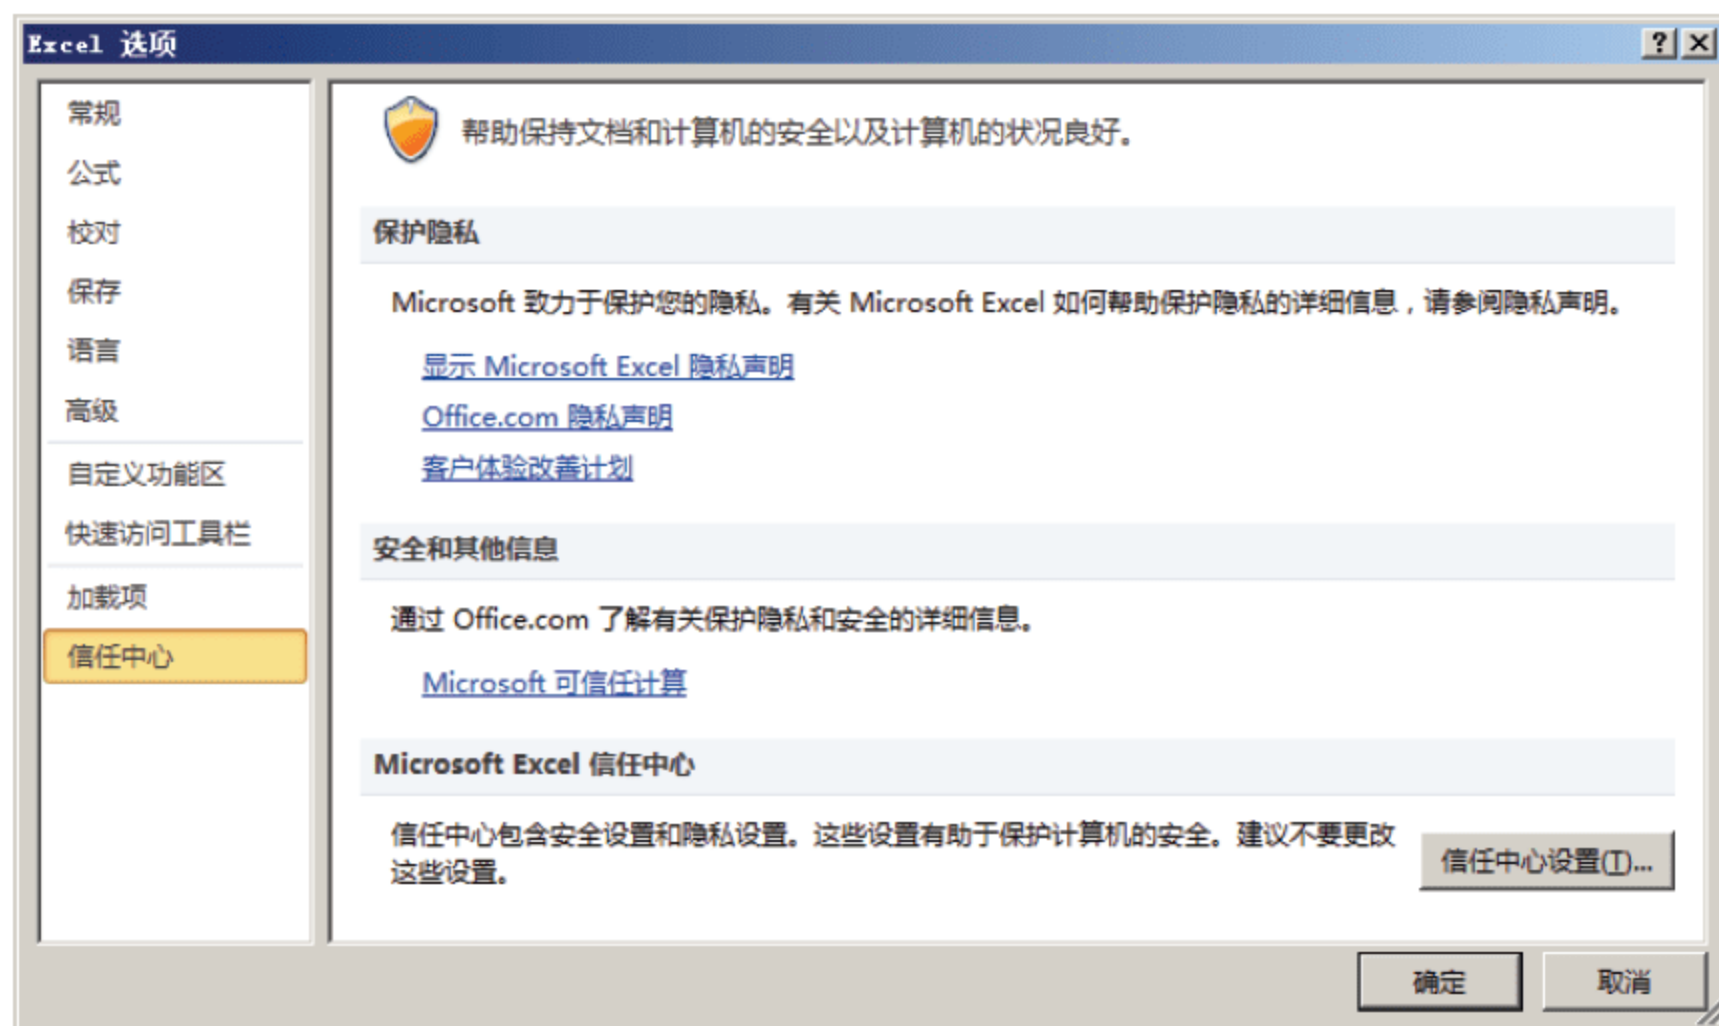 Excel 选项
常规
公式
校对
保存
语言
高级
自定义功能区
快速访问工具栏
加载项
信任中心
帮助保持文档和计算机的安全以及计算机的状况良好。
保护隐私
Microsoft 致力于保护您的隐私。有关 Microsoft Excel 如何帮助保护隐私的详细信息，请参阅隐私声明。
显示 Microsoft Excel 隐私声明
Office.com 隐私声明
客户体验改善计划
安全和其他信息
通过 Office.com 了解有关保护隐私和安全的详细信息。
Microsoft 可信任计算
Microsoft Excel 信任中心
信任中心包含安全设置和隐私设置。这些设置有助于保护计算机的安全。建议不要更改
这些设置。
信任中心设置(T)...
确定
取消